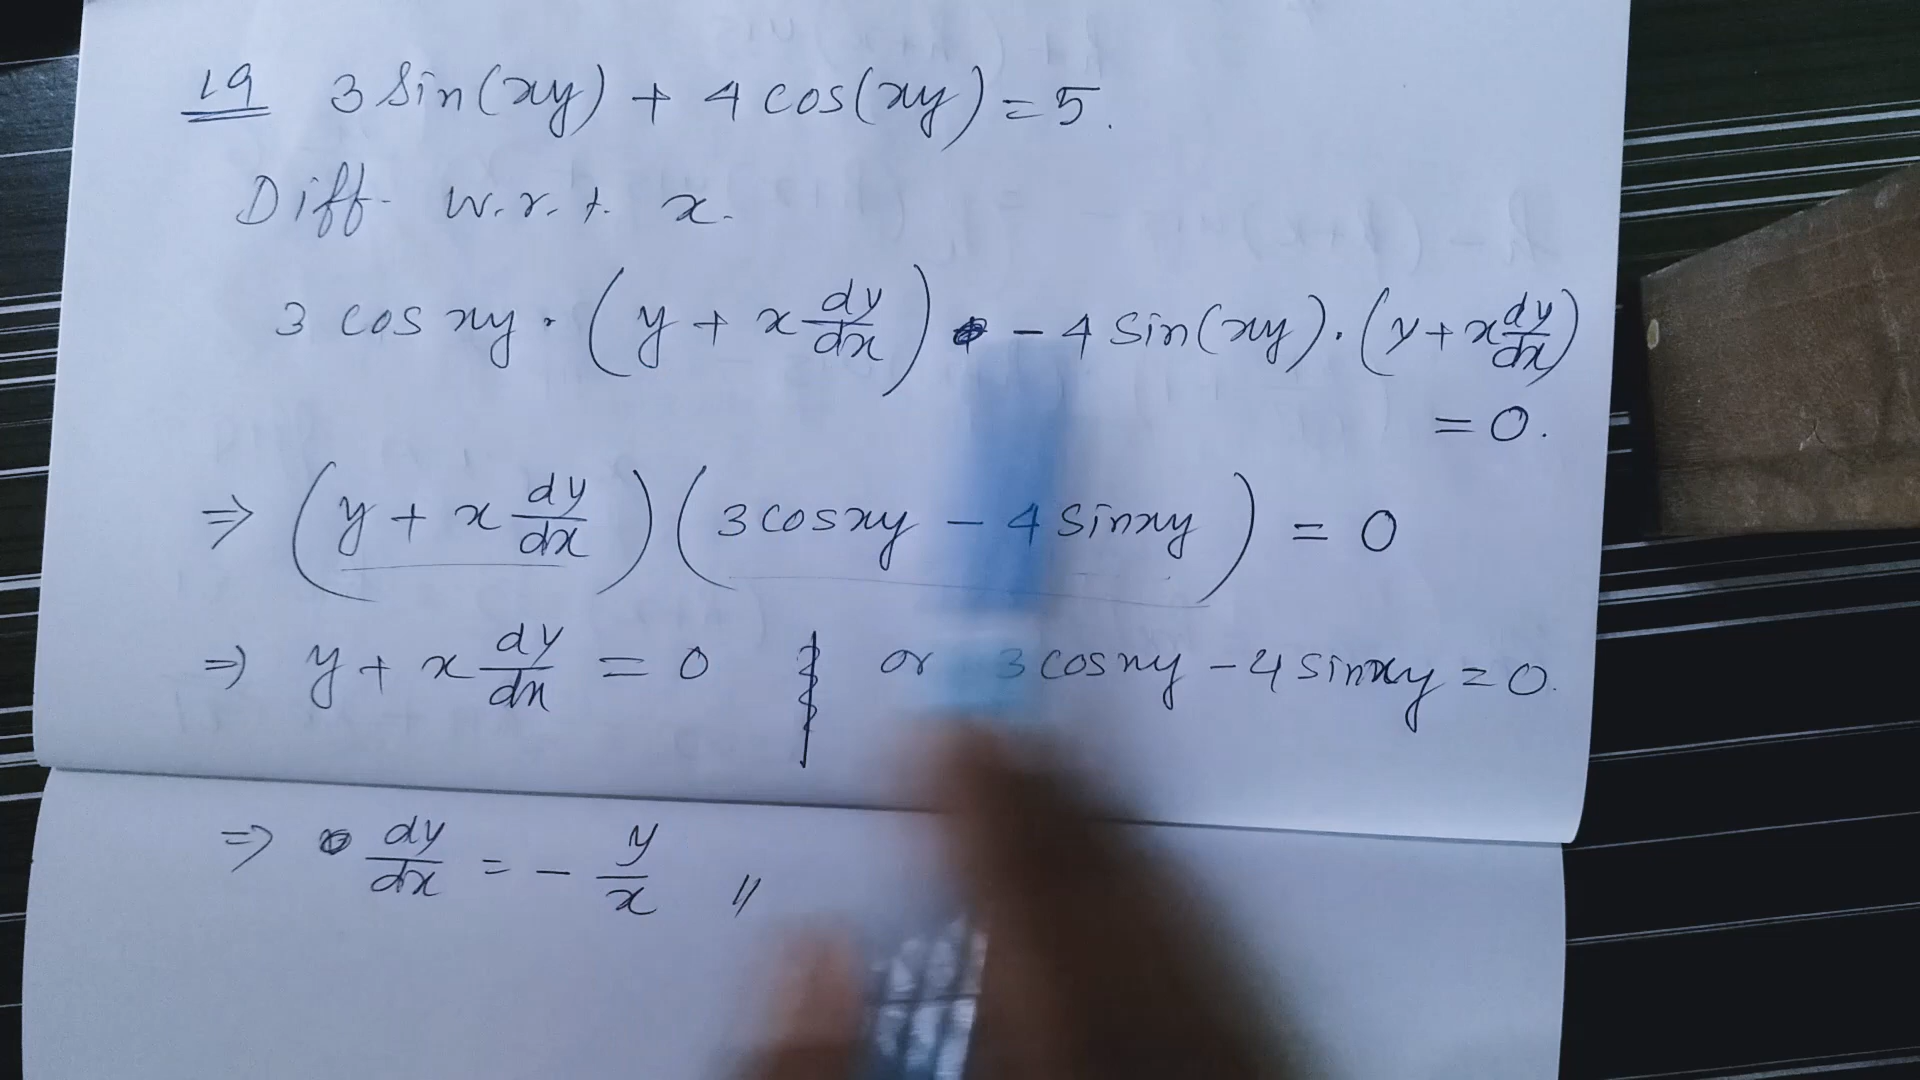 19 3 sin(xy) + 4 cos(xy) = 5.
Diff. w.r.t. x.
3 cos xy · (y + x dy/dx) - 4 sin(xy) · (y + x dy/dx)
= 0.
⇒ (y + x dy/dx) (3 cos xy - 4 sin xy) = 0
⇒ y + x dy/dx = 0 or 3 cos xy - 4 sin xy = 0.
⇒ dy/dx = - y/x //